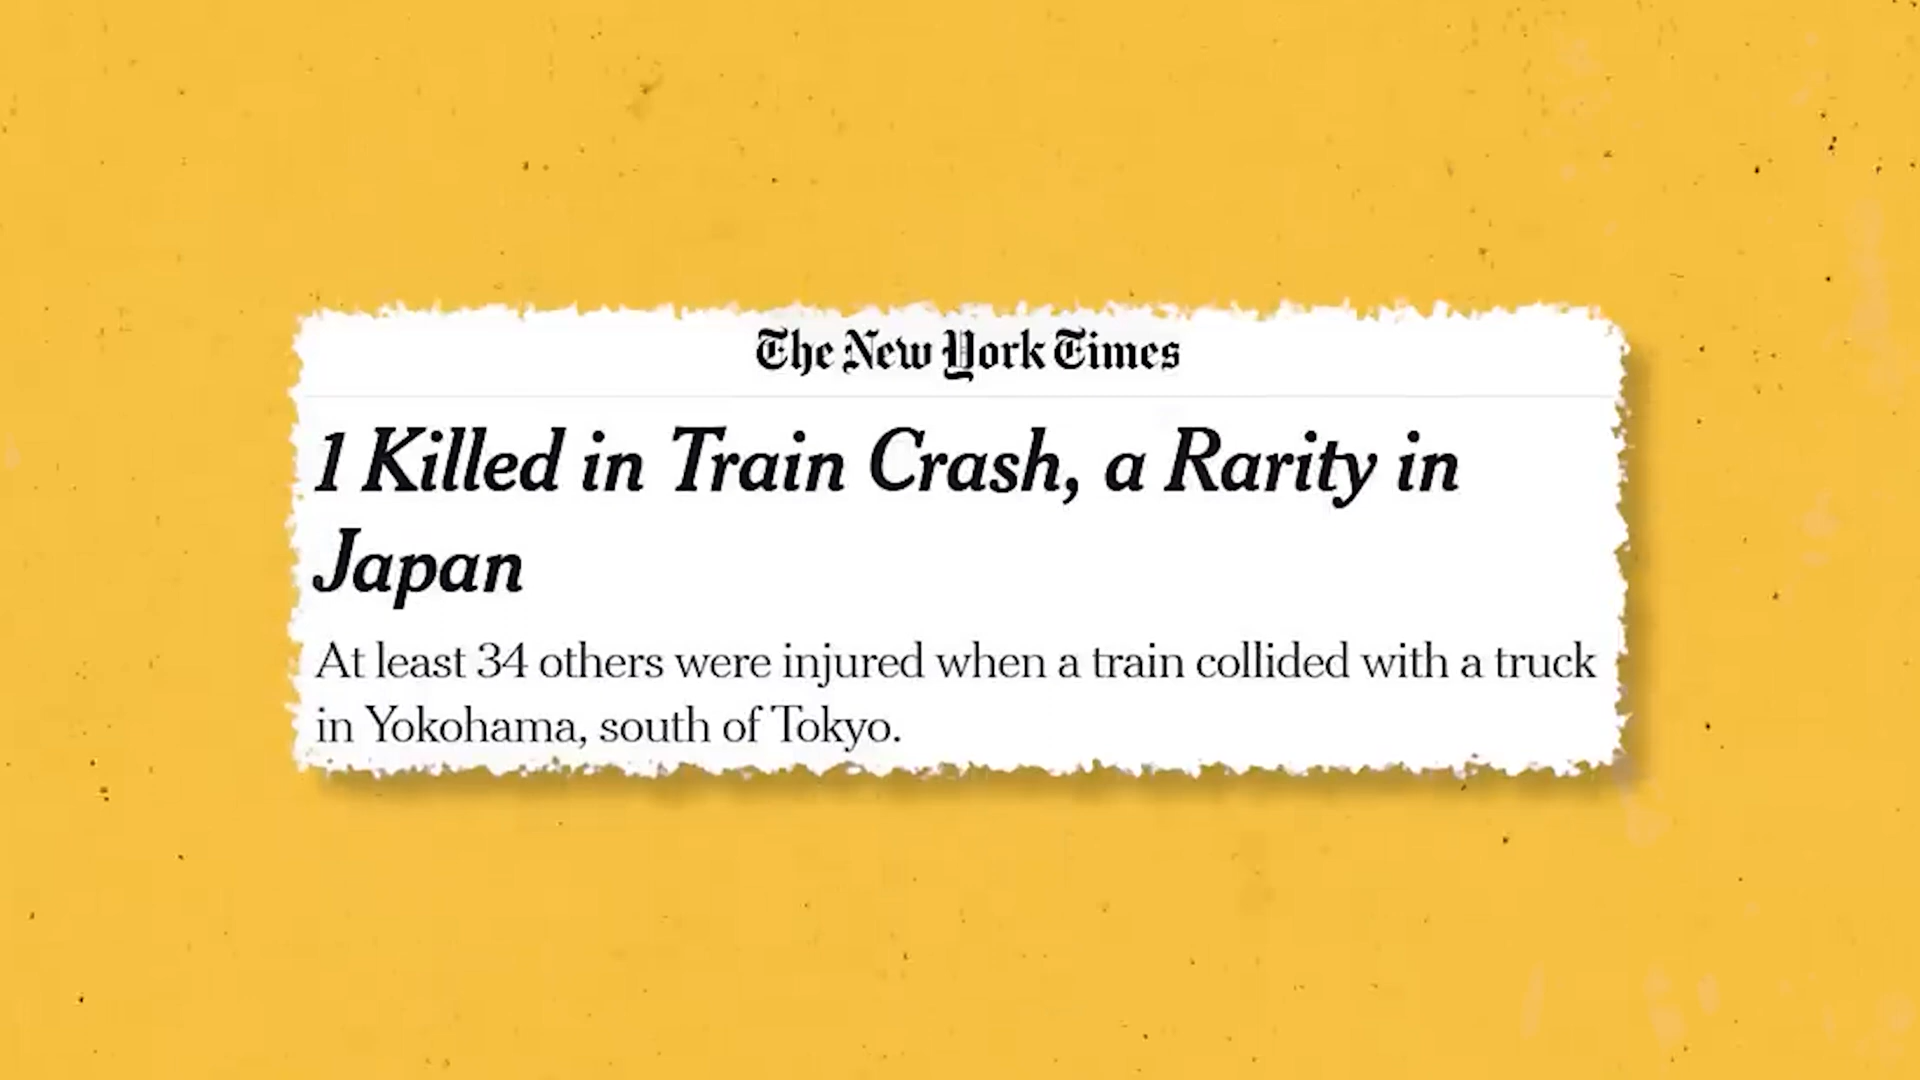 The New York Times
1 Killed in Train Crash, a Rarity in
Japan
At least 34 others were injured when a train collided with a truck
in Yokohama, south of Tokyo.